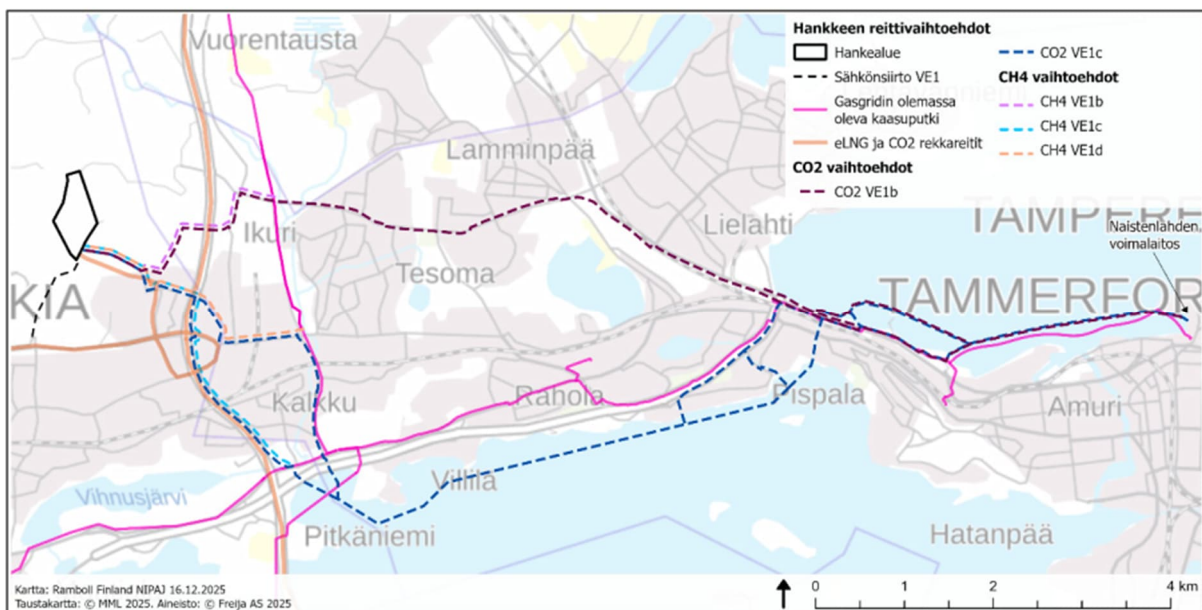 Hankkeen reittivaihtoehdot
Hankealue
Sähkönsiirto VE1
Gasgridin olemassa
oleva kaasuputki
eLNG ja CO2 rekkareitit
CO2 vaihtoehdot
CO2 VE1b
CO2 VE1c
CH4 vaihtoehdot
CH4 VE1b
CH4 VE1c
CH4 VE1d
Vuorentausta
Lamminpää
Lielahti
Ikuri
Tesoma
TAMPERE
Naistenlahden
voimalaitos
KIA
TAMMERFOR
Kalkku
Rahola
Pispala
Amuri
Vihnusjärvi
Villilä
Pitkäniemi
Hatanpää
Kartta: Ramboll Finland NIPAJ 16.12.2025
Taustakartta: © MML 2025. Aineisto: © Freija AS 2025
0 4 2 4 km